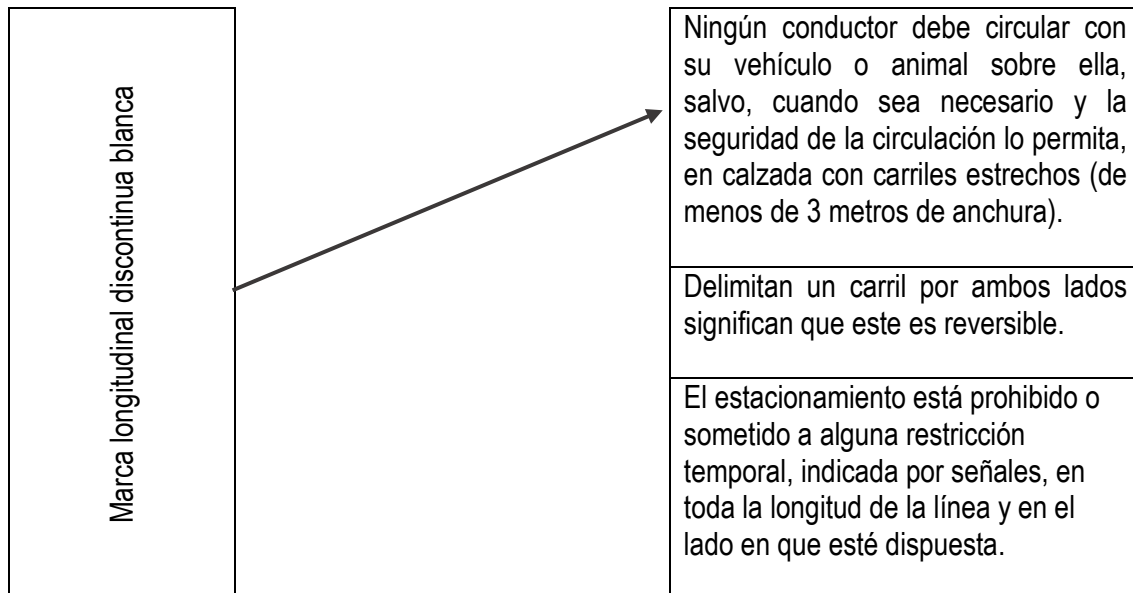 Marca longitudinal discontinua blanca
Ningún conductor debe circular con
su vehículo o animal sobre ella,
salvo, cuando sea necesario y la
seguridad de la circulación lo permita,
en calzada con carriles estrechos (de
menos de 3 metros de anchura).
Delimitan un carril por ambos lados
significan que este es reversible.
El estacionamiento está prohibido o
sometido a alguna restricción
temporal, indicada por señales, en
toda la longitud de la línea y en el
lado en que esté dispuesta.